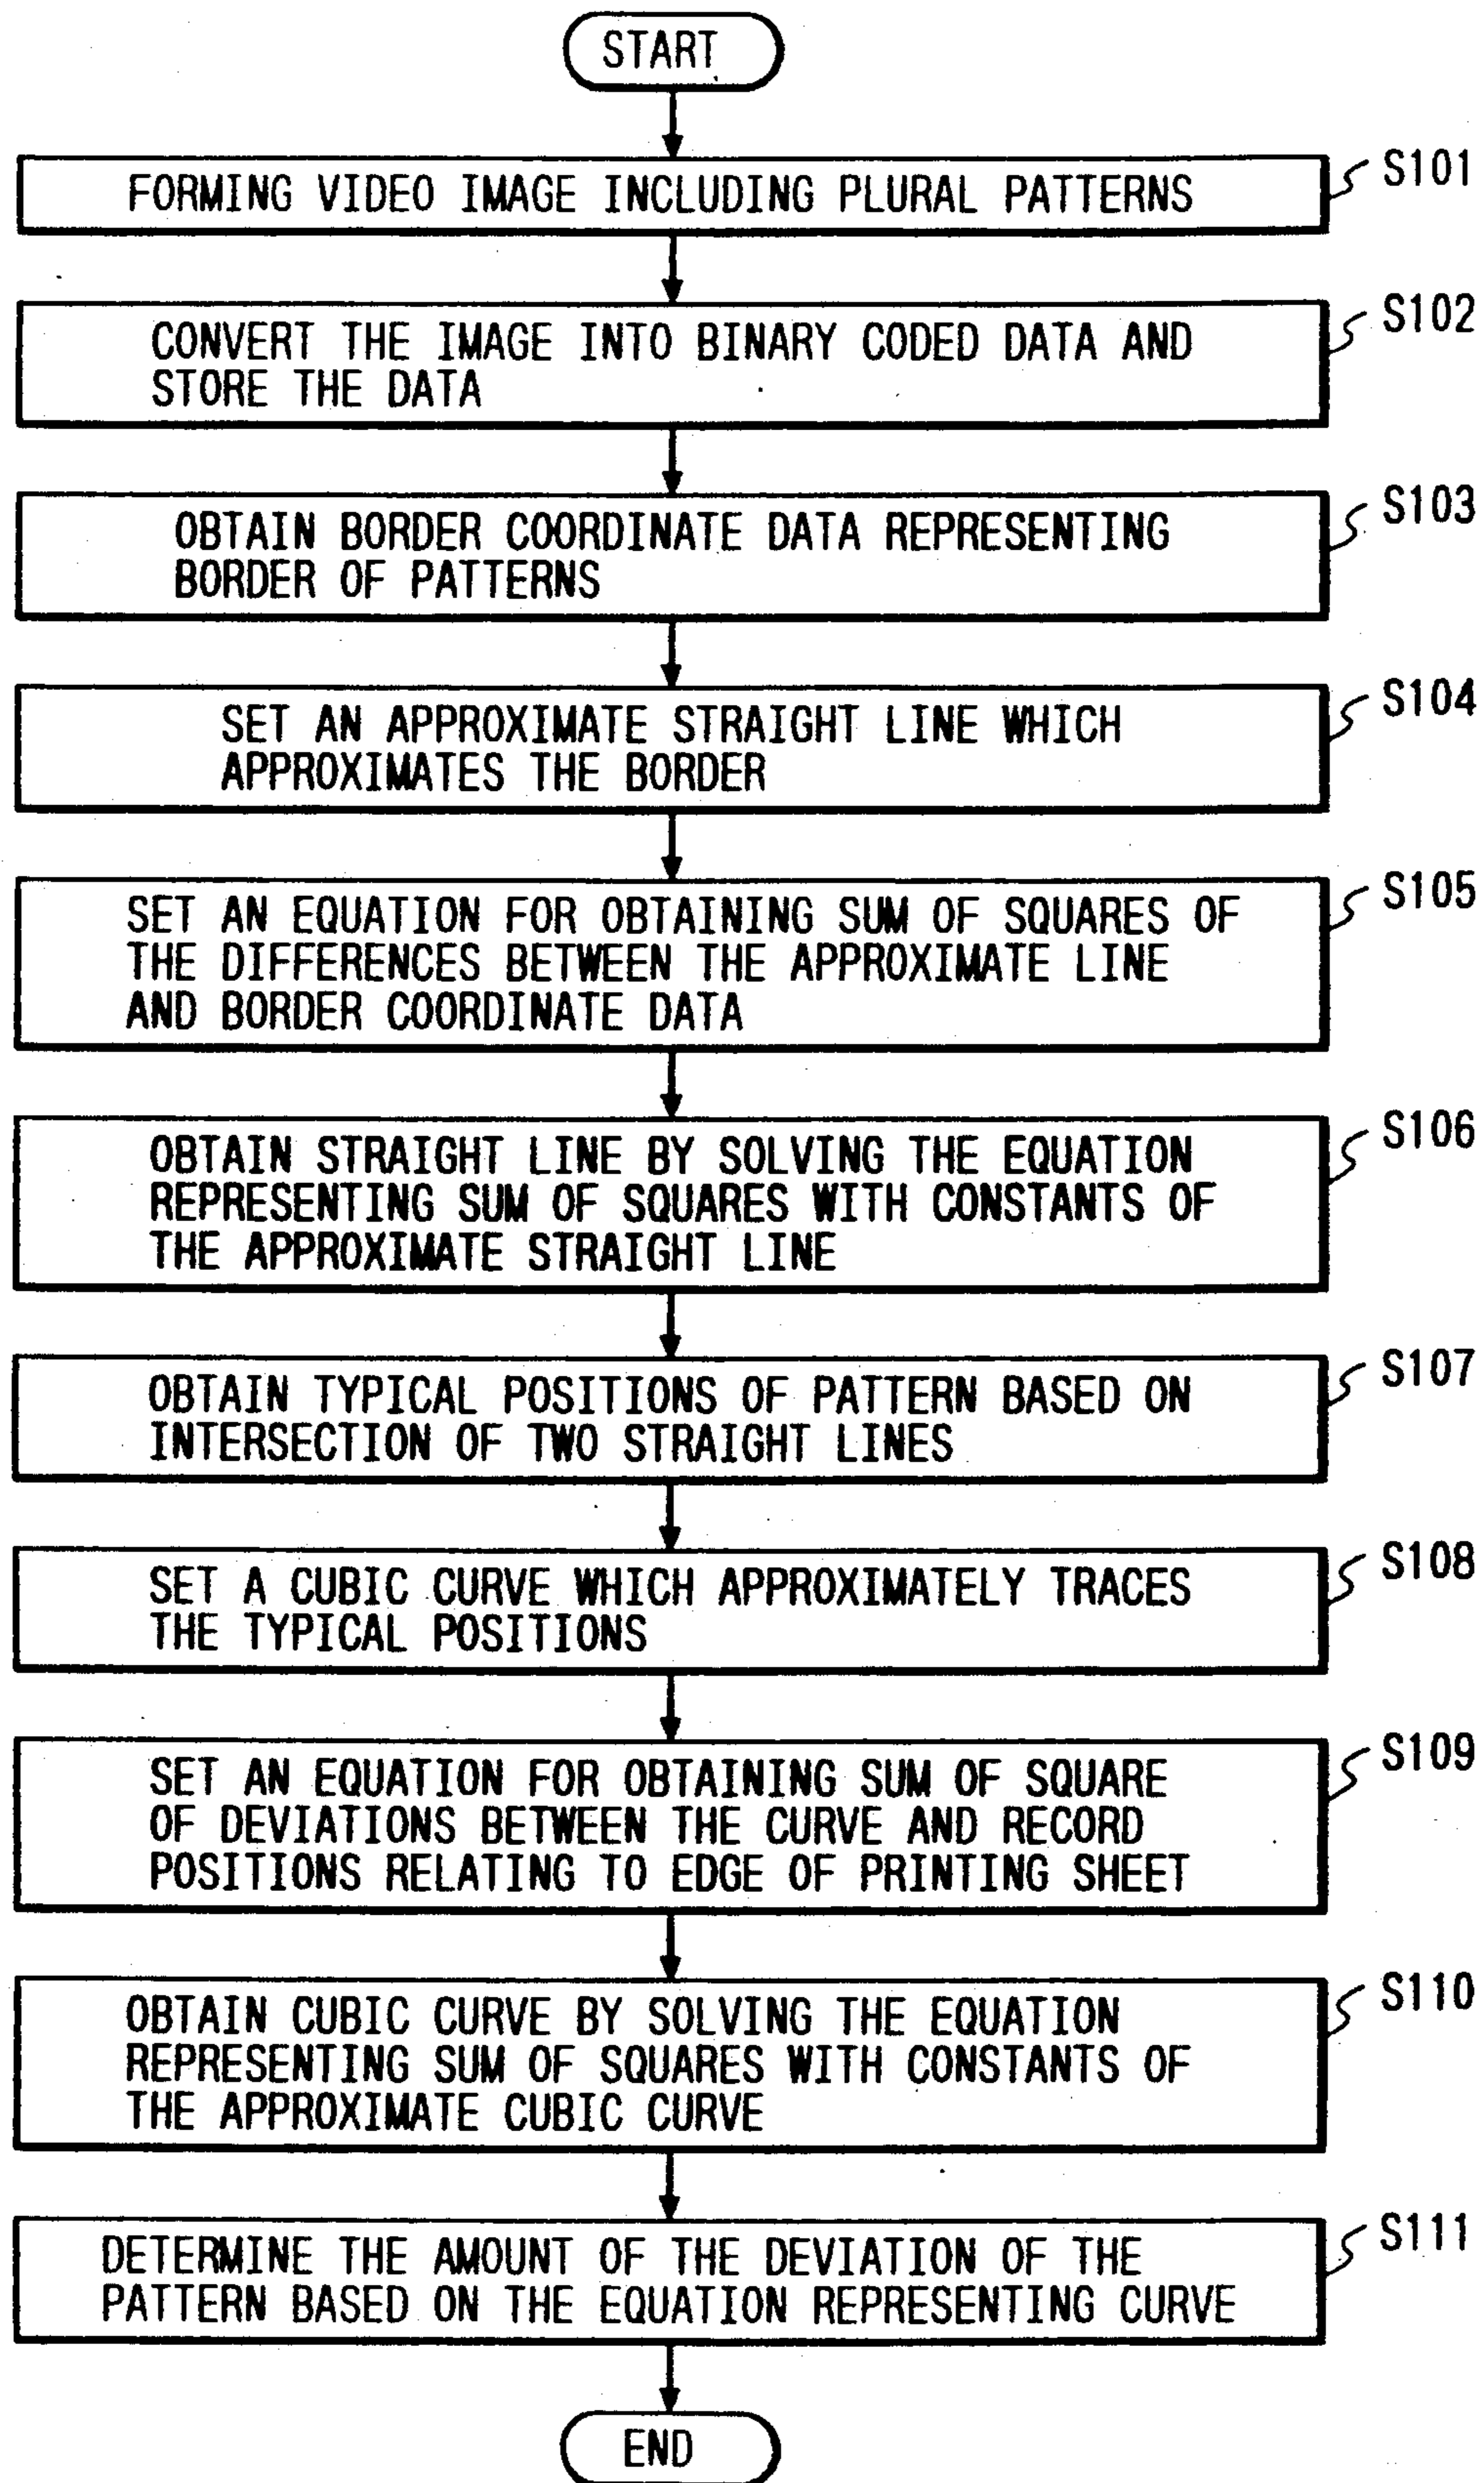 START
FORMING VIDEO IMAGE INCLUDING PLURAL PATTERNS
S101
CONVERT THE IMAGE INTO BINARY CODED DATA AND
STORE THE DATA
S102
OBTAIN BORDER COORDINATE DATA REPRESENTING
BORDER OF PATTERNS
S103
SET AN APPROXIMATE STRAIGHT LINE WHICH
APPROXIMATES THE BORDER
S104
SET AN EQUATION FOR OBTAINING SUM OF SQUARES OF
THE DIFFERENCES BETWEEN THE APPROXIMATE LINE
AND BORDER COORDINATE DATA
S105
OBTAIN STRAIGHT LINE BY SOLVING THE EQUATION
REPRESENTING SUM OF SQUARES WITH CONSTANTS OF
THE APPROXIMATE STRAIGHT LINE
S106
OBTAIN TYPICAL POSITIONS OF PATTERN BASED ON
INTERSECTION OF TWO STRAIGHT LINES
S107
SET A CUBIC CURVE WHICH APPROXIMATELY TRACES
THE TYPICAL POSITIONS
S108
SET AN EQUATION FOR OBTAINING SUM OF SQUARE
OF DEVIATIONS BETWEEN THE CURVE AND RECORD
POSITIONS RELATING TO EDGE OF PRINTING SHEET
S109
OBTAIN CUBIC CURVE BY SOLVING THE EQUATION
REPRESENTING SUM OF SQUARES WITH CONSTANTS OF
THE APPROXIMATE CUBIC CURVE
S110
DETERMINE THE AMOUNT OF THE DEVIATION OF THE
PATTERN BASED ON THE EQUATION REPRESENTING CURVE
S111
END